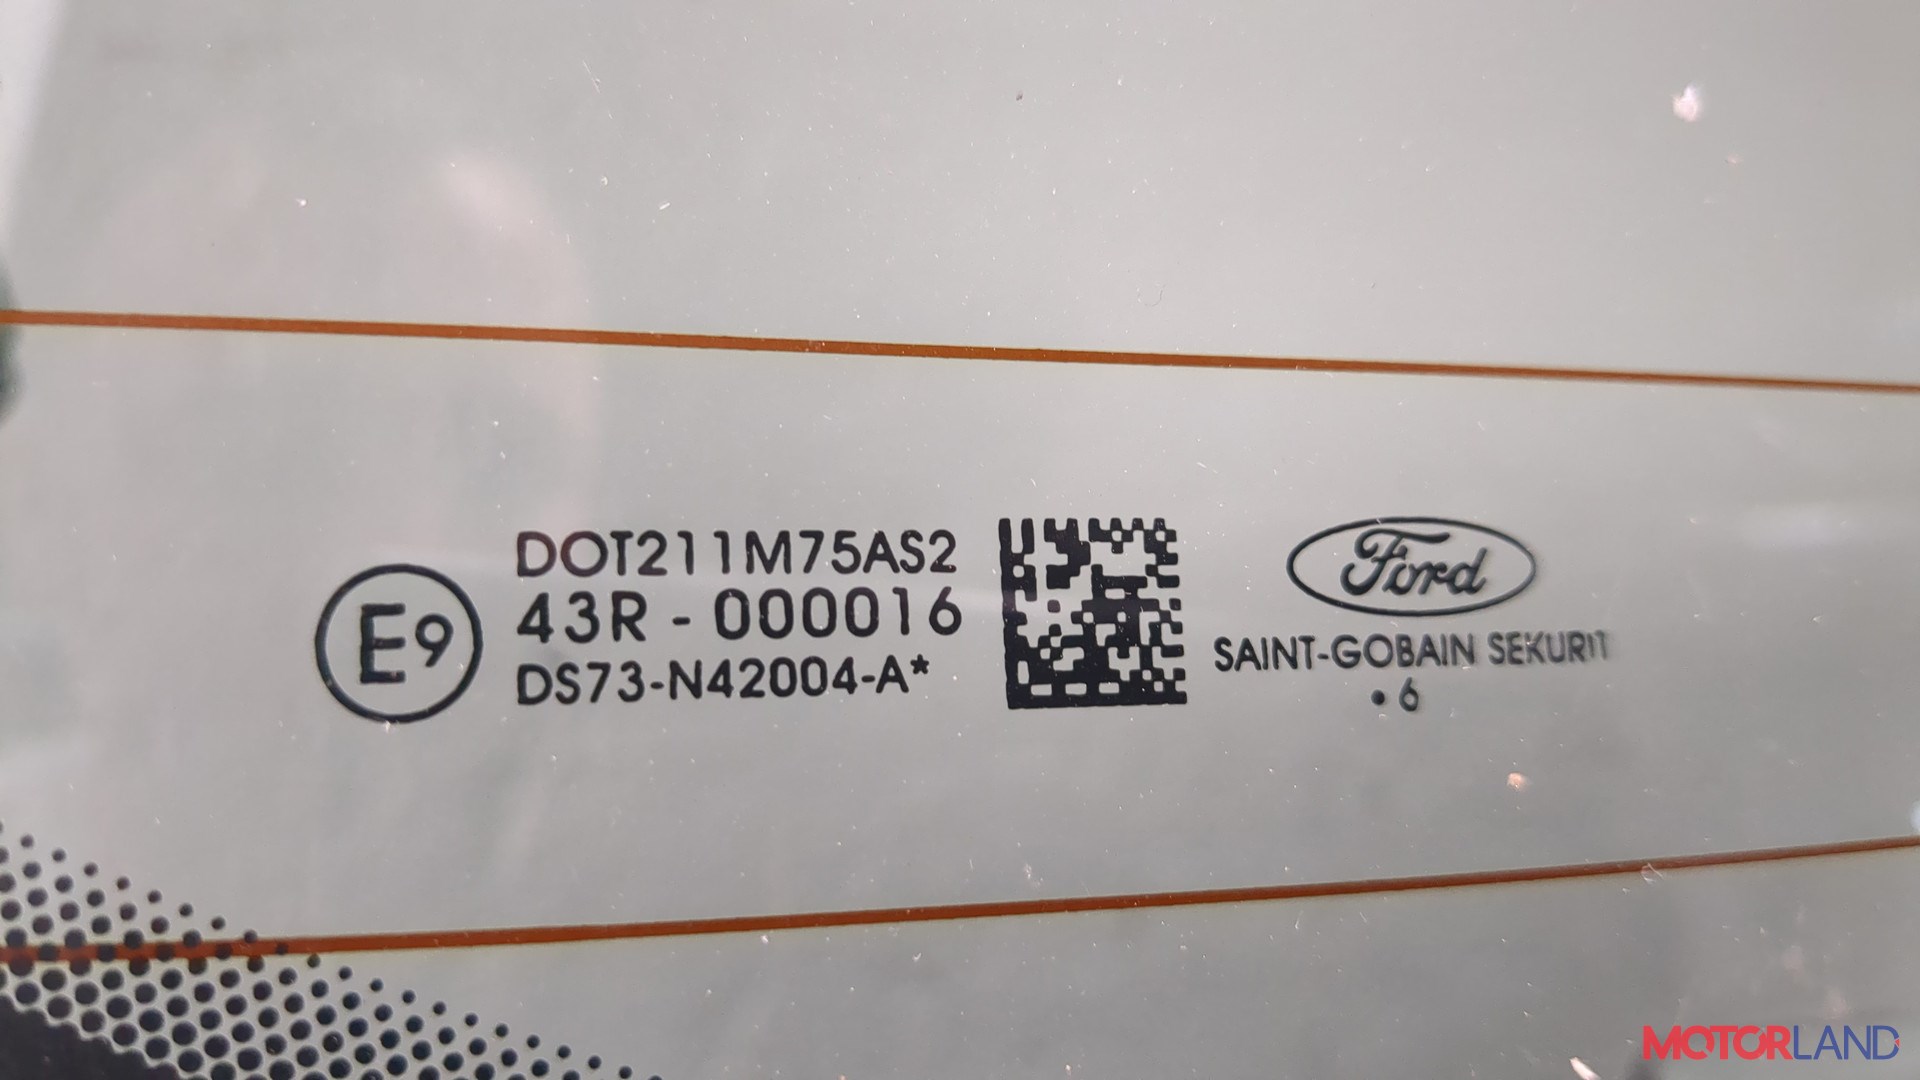 E9
DOT211M75AS2
43R - 000016
DS73-N42004-A*
Ford
SAINT-GOBAIN SEKURIT
•6
MOTORLAND